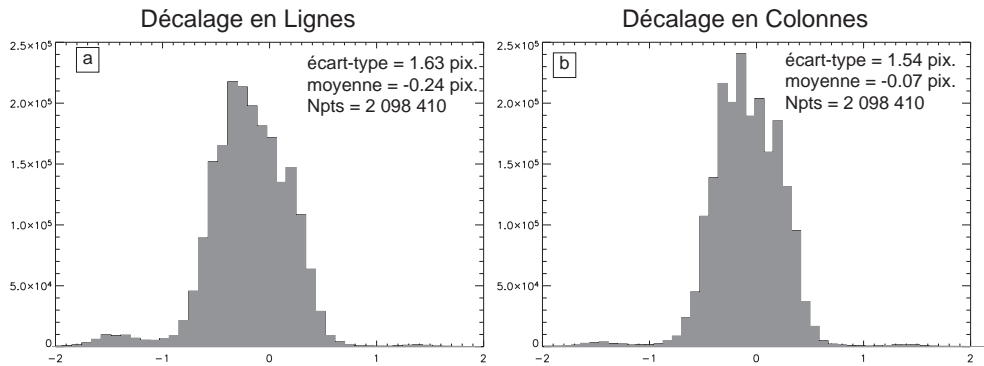 Décalage en Lignes
Décalage en Colonnes
a
écart-type = 1.63 pix.
moyenne = -0.24 pix.
Npts = 2 098 410
2.5×10⁵
2.0×10⁵
1.5×10⁵
1.0×10⁵
5.0×10⁴
0
−2 −1 0 1 2
b
écart-type = 1.54 pix.
moyenne = -0.07 pix.
Npts = 2 098 410
2.5×10⁵
2.0×10⁵
1.5×10⁵
1.0×10⁵
5.0×10⁴
0
−2 −1 0 1 2